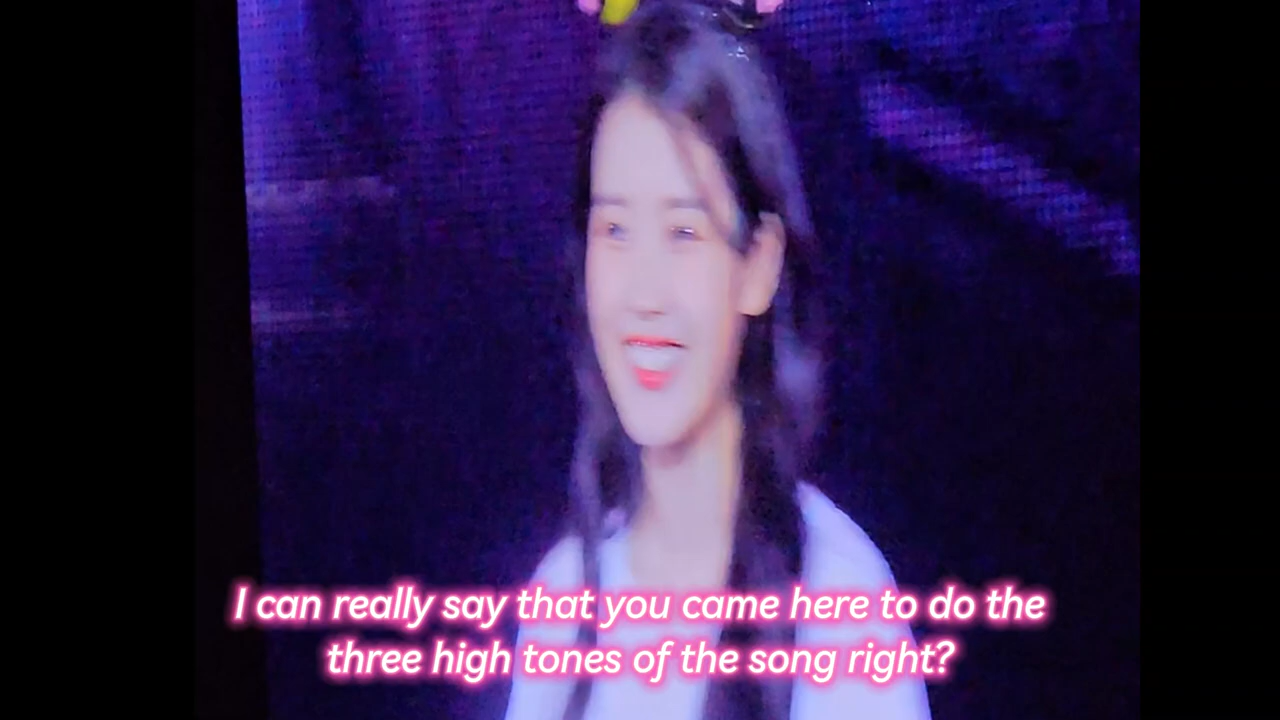 I can really say that you came here to do the
three high tones of the song right?